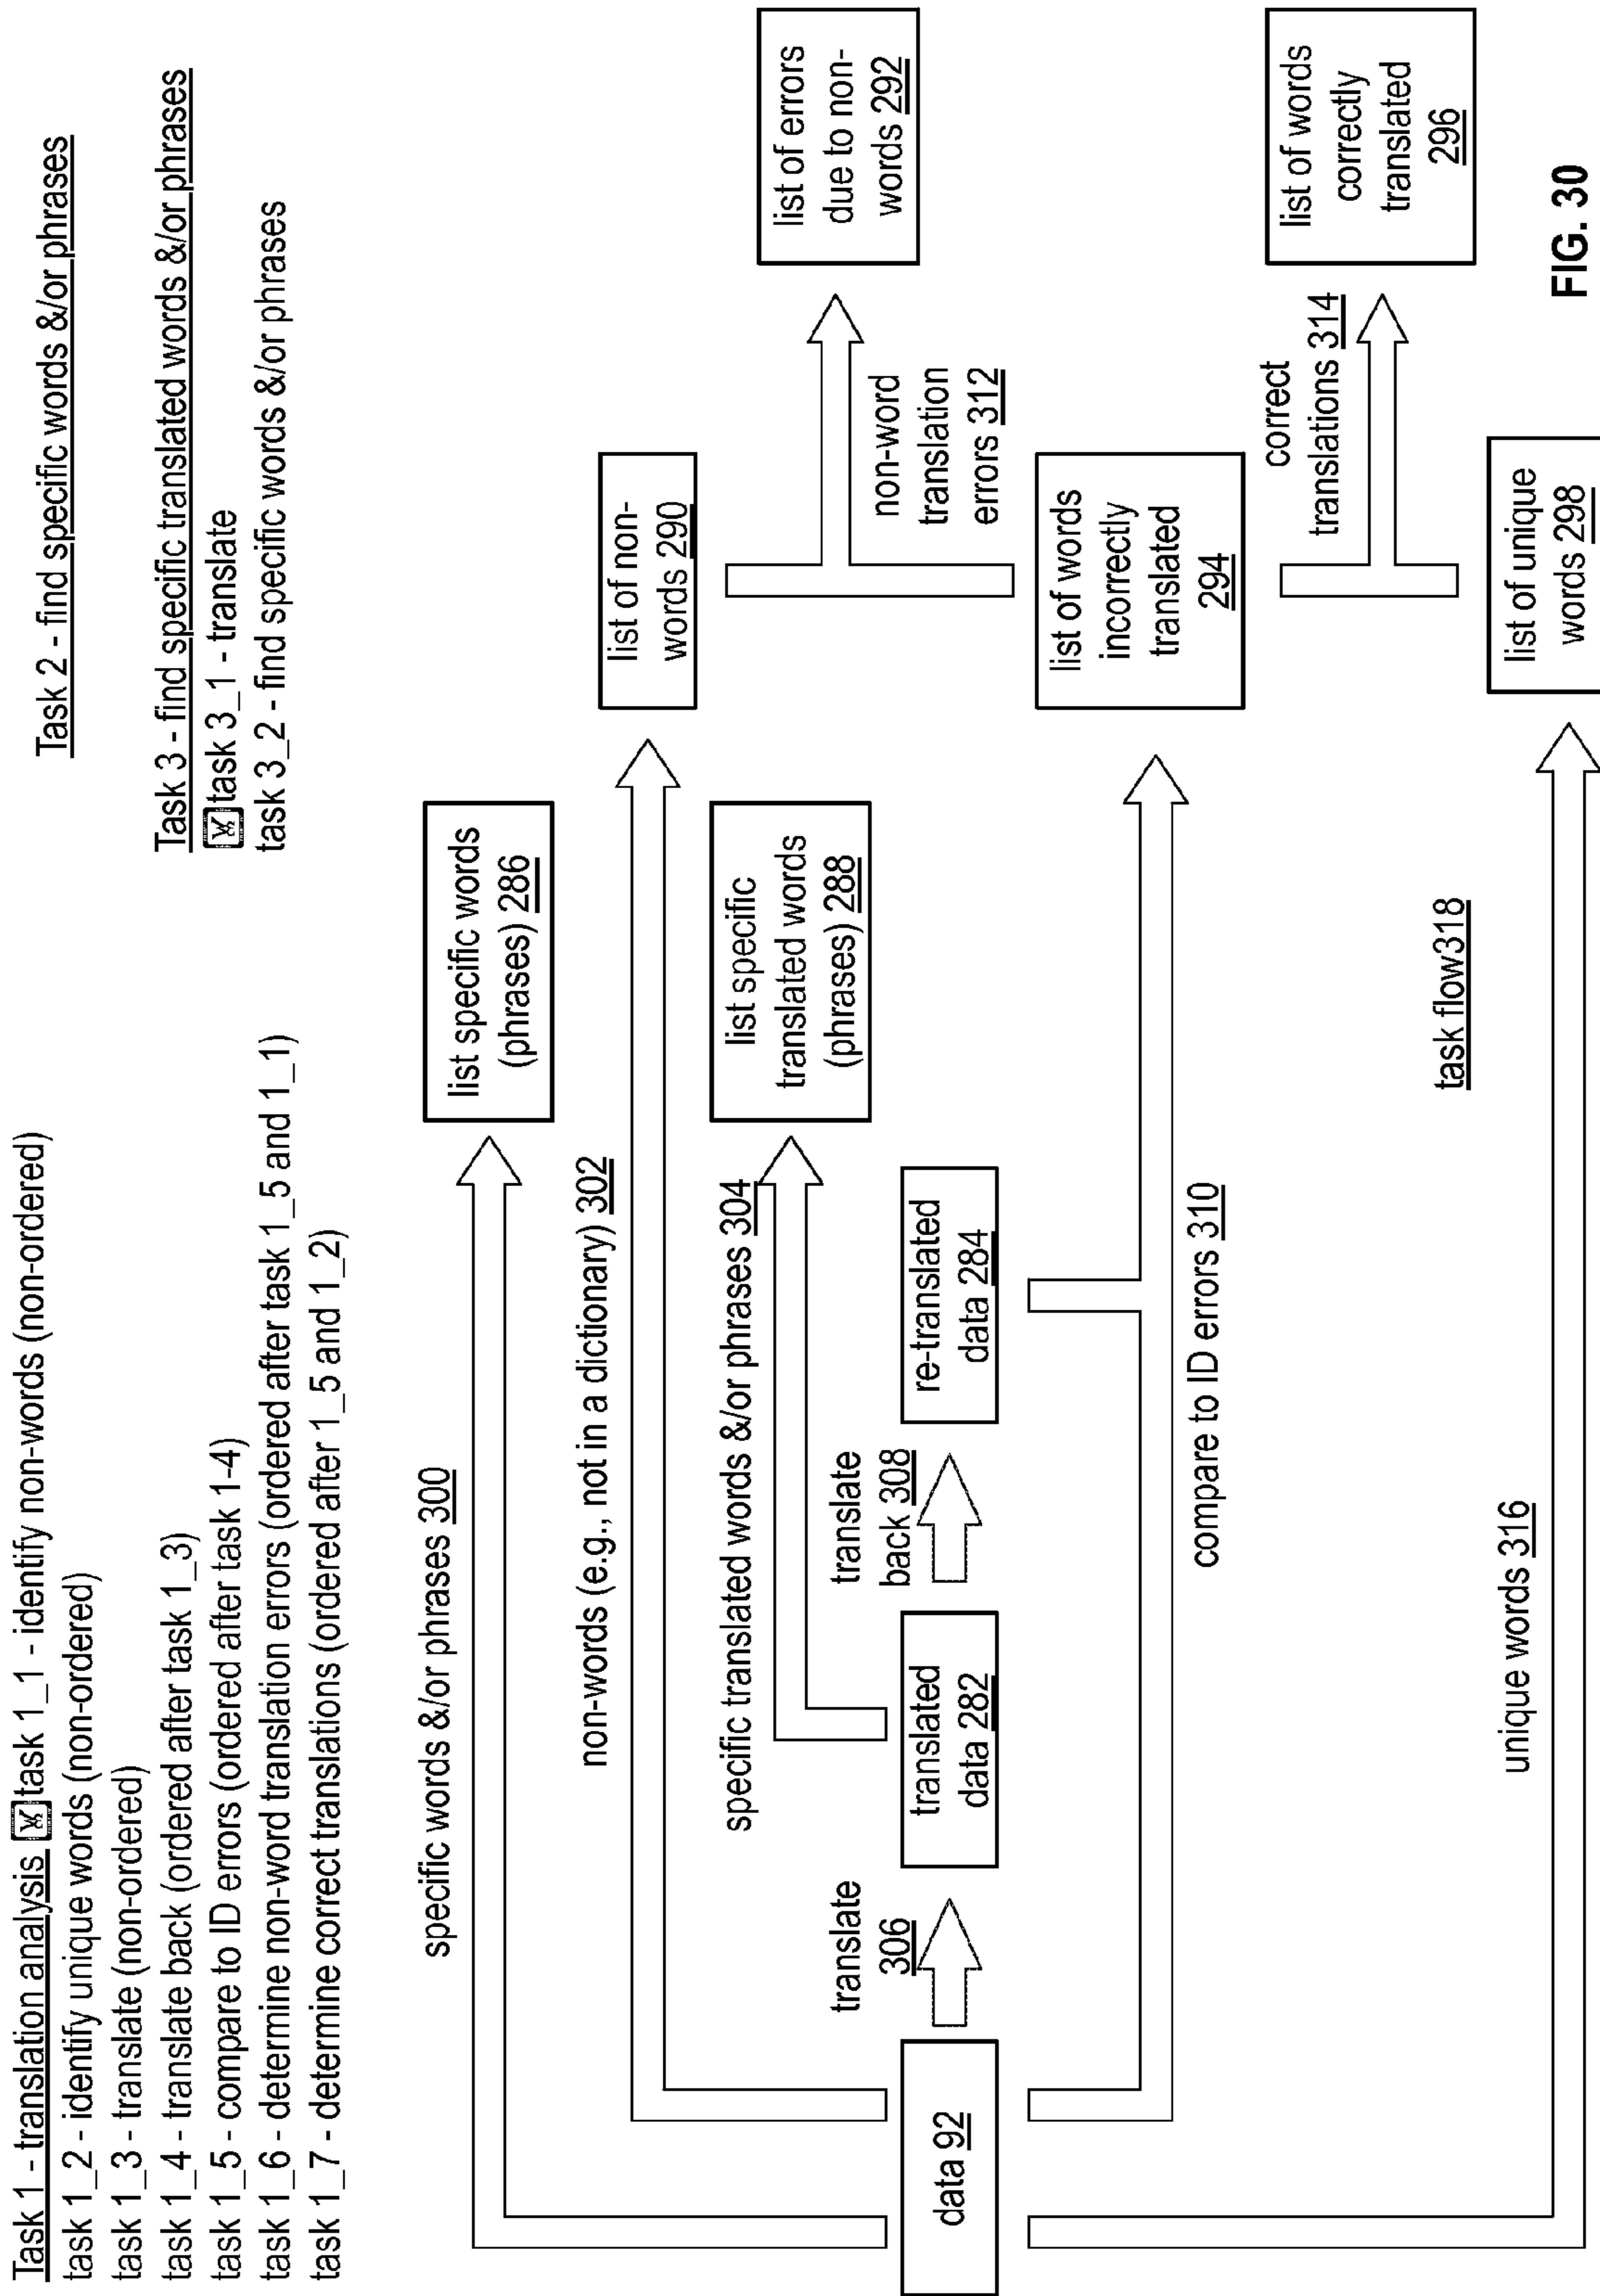 Task 1 - translation analysis task 1_1 - identify non-words (non-ordered)
task 1_2 - identify unique words (non-ordered)
task 1_3 - translate (non-ordered)
task 1_4 - translate back (ordered after task 1_3)
task 1_5 - compare to ID errors (ordered after task 1-4)
task 1_6 - determine non-word translation errors (ordered after task 1_5 and 1_1)
task 1_7 - determine correct translations (ordered after 1_5 and 1_2)
Task 2 - find specific words &/or phrases
Task 3 - find specific translated words &/or phrases
task 3_1 - translate
task 3_2 - find specific words &/or phrases
specific words &/or phrases 300
list specific words
(phrases) 286
non-words (e.g., not in a dictionary) 302
list of non-
words 290
specific translated words &/or phrases 304
list specific
translated words
(phrases) 288
list of errors
due to non-
words 292
non-word
translation
errors 312
data 92
translate
306
translated
data 282
translate
back 308
re-translated
data 284
compare to ID errors 310
list of words
incorrectly
translated
294
correct
translations 314
list of words
correctly
translated
296
task flow318
unique words 316
list of unique
words 298
FIG. 30